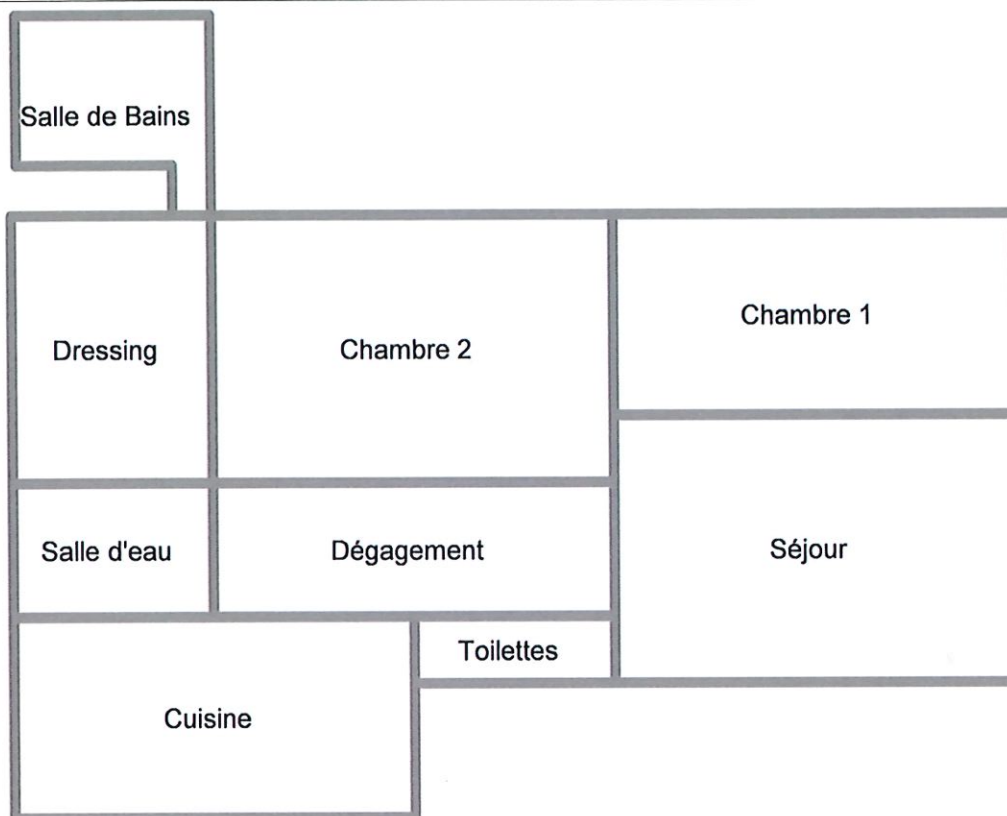 Salle de Bains
Chambre 1
Dressing
Chambre 2
Salle d'eau
Dégagement
Séjour
Toilettes
Cuisine